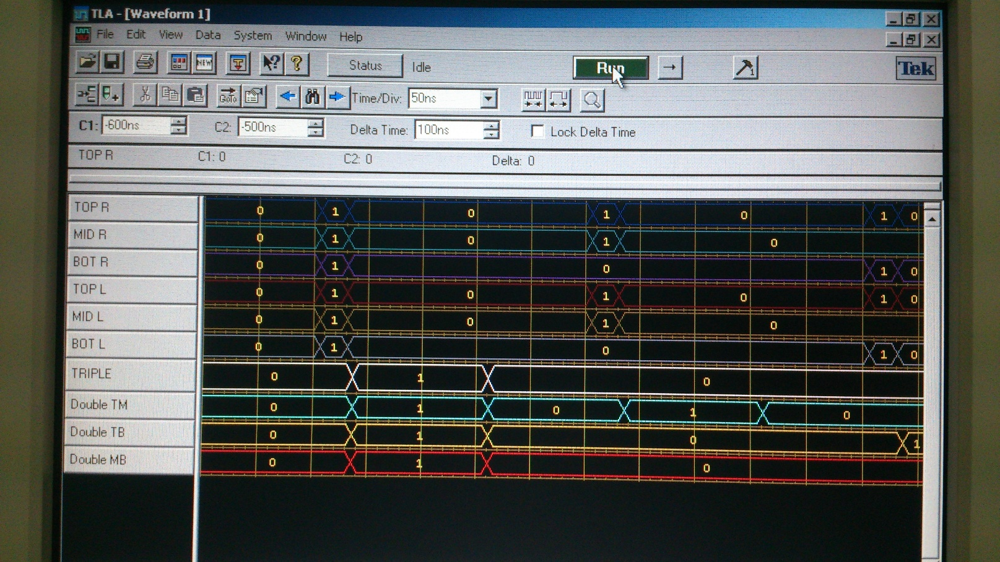 TLA - [Waveform 1]
File Edit View Data System Window Help
NEW Status Idle Run Tek
GoTo Time/Div: 50ns
C1: -600ns C2: -500ns Delta Time: 100ns Lock Delta Time
TOP R C1: 0 C2: 0 Delta: 0
TOP R 0 1 0 1 0 1 0
MID R 0 1 0 1 0
BOT R 0 1 0 1 0
TOP L 0 1 0 1 0 1 0
MID L 0 1 0 1 0
BOT L 0 1 0 1 0
TRIPLE 0 1 0
Double TM 0 1 0 1 0
Double TB 0 1 0 1
Double MB 0 1 0